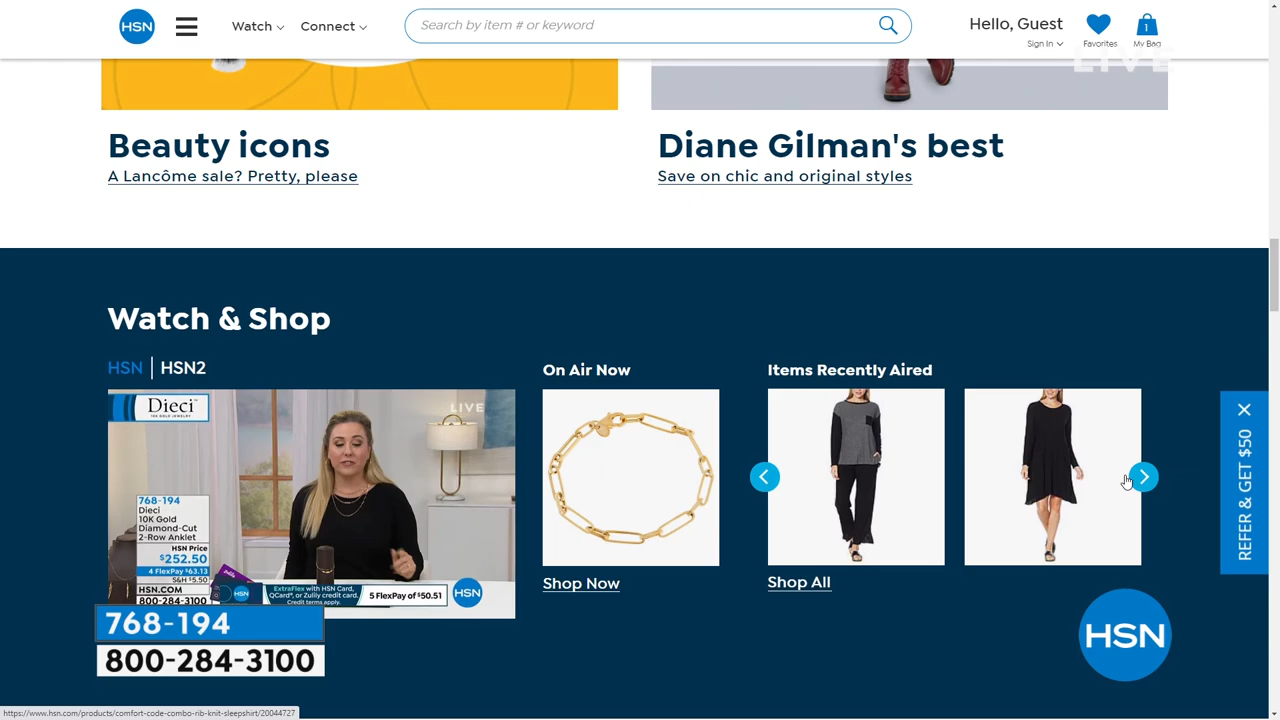 HSN
Watch
Connect
Search by item # or keyword
Hello, Guest
Sign In
Favorites
1
My Bag
LIVE
Beauty icons
A Lancôme sale? Pretty, please
Diane Gilman's best
Save on chic and original styles
Watch & Shop
HSN | HSN2
On Air Now
Items Recently Aired
Dieci
10K GOLD JEWELRY
LIVE
768-194
Dieci
10K Gold
Diamond-Cut
2-Row Anklet
HSN Price
$252.50
4 FlexPay $63.13
S&H $5.50
HSN.COM
800-284-3100
HSN
ExtraFlex with HSN Card,
QCard®, or Zulily credit card.
Credit terms apply.
5 FlexPay of $50.51
HSN
Shop Now
Shop All
REFER & GET $50
768-194
800-284-3100
HSN
https://www.hsn.com/products/comfort-code-combo-rib-knit-sleepshirt/20044727